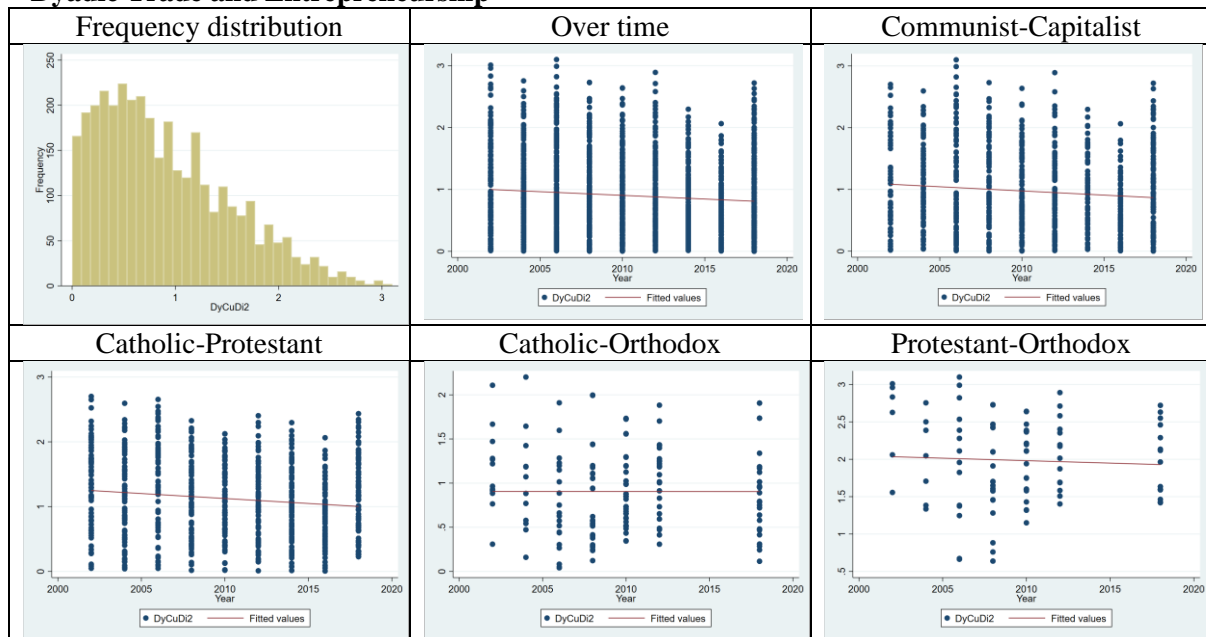 Dyadic Trade and Entrepreneurship
Frequency distribution
Over time
Communist-Capitalist
Frequency
250
200
150
100
50
0
0 1 2 3
DyCuDi2
3
2
1
0
2000 2005 2010 2015 2020
Year
DyCuDi2 Fitted values
3
2
1
0
2000 2005 2010 2015 2020
Year
DyCuDi2 Fitted values
Catholic-Protestant
Catholic-Orthodox
Protestant-Orthodox
3
2
1
0
2000 2005 2010 2015 2020
Year
DyCuDi2 Fitted values
2
1.5
1
.5
0
2000 2005 2010 2015 2020
Year
DyCuDi2 Fitted values
3
2.5
2
1.5
1
.5
2000 2005 2010 2015 2020
Year
DyCuDi2 Fitted values